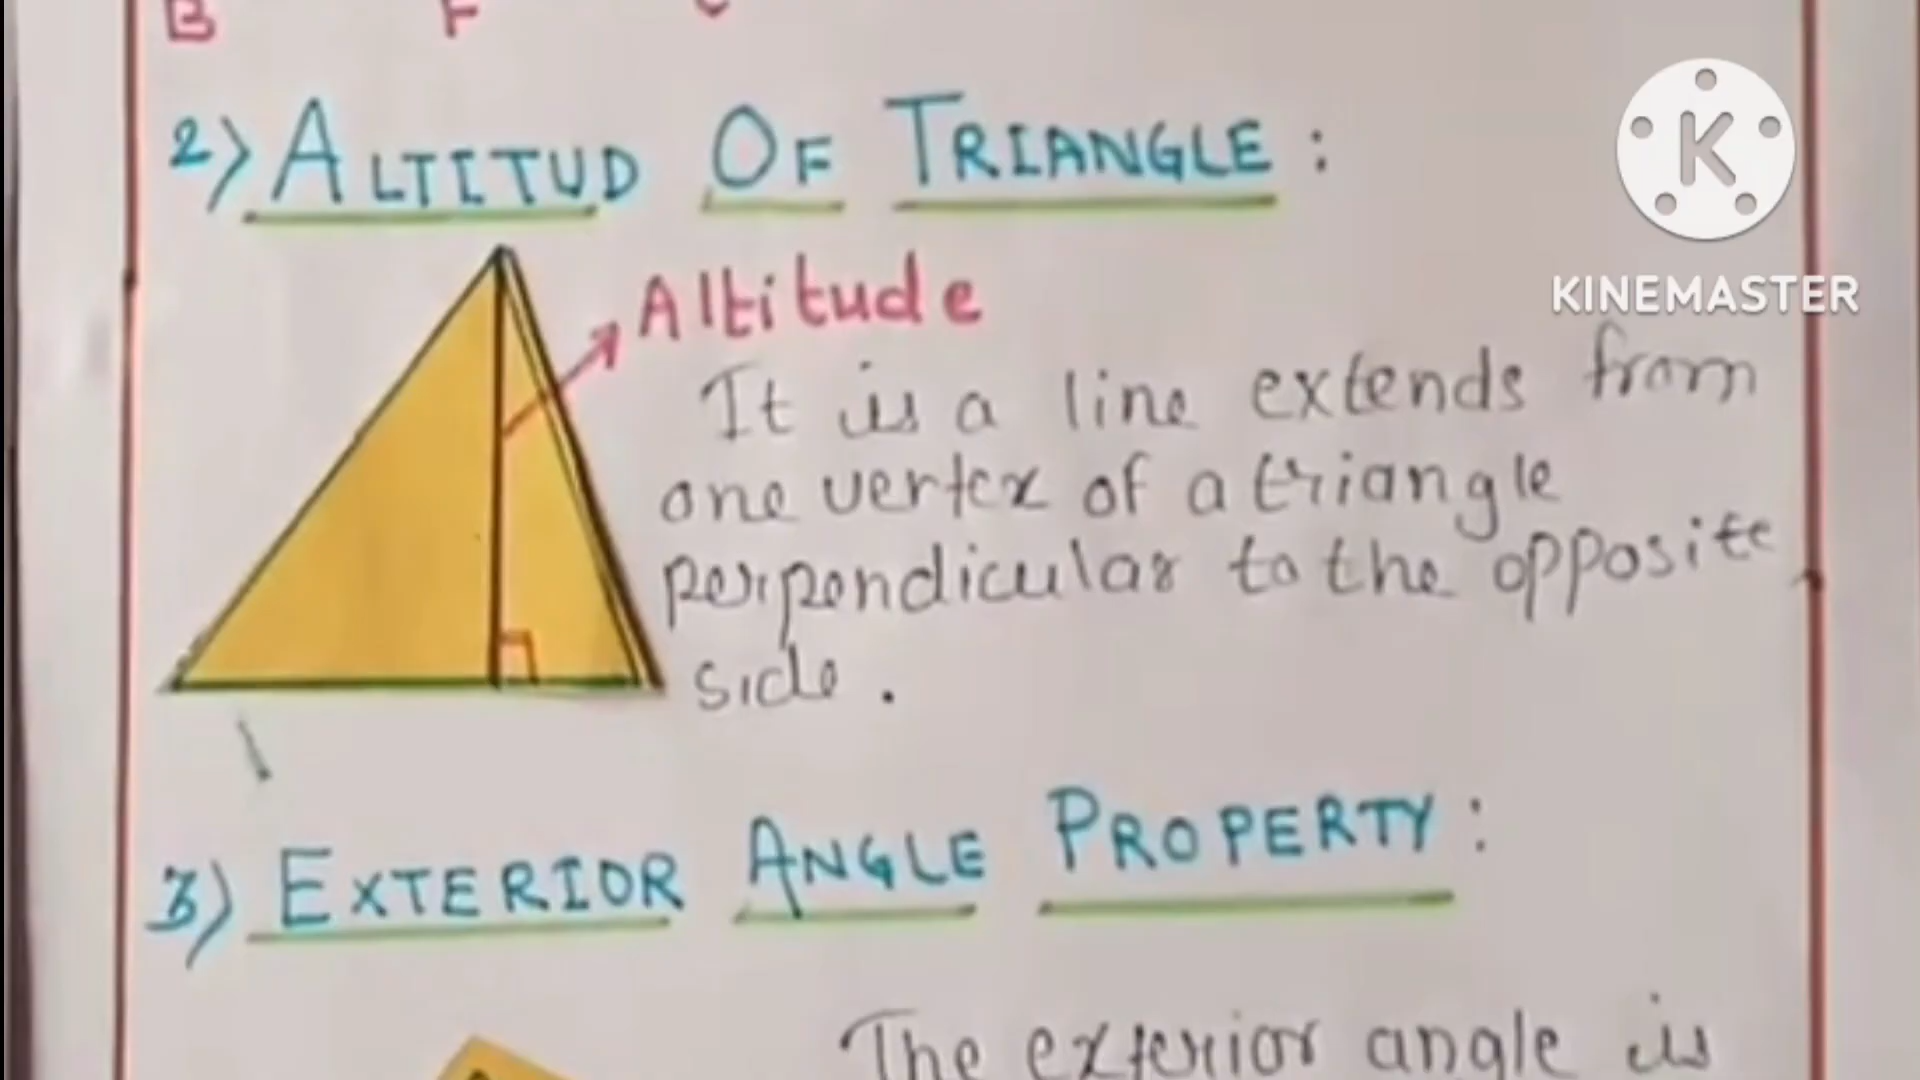 B F
2) ALTITUD OF TRIANGLE :
Altitude
It is a line extends from
one vertex of a triangle
perpendicular to the opposite
side .
3) EXTERIOR ANGLE PROPERTY :
The exterior angle is
K
KINEMASTER